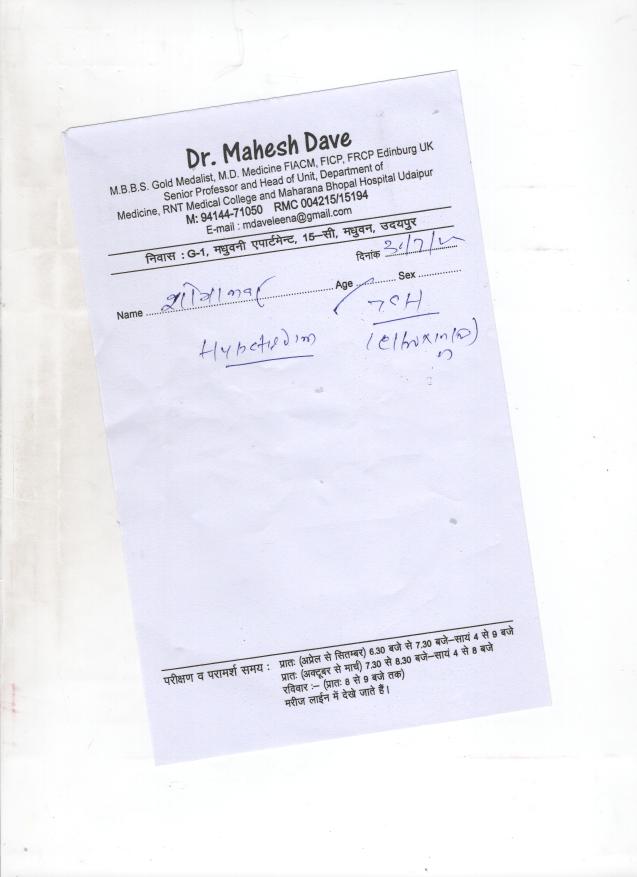 Dr. Mahesh Dave
M.B.B.S. Gold Medalist, M.D. Medicine FIACM, FICP, FRCP Edinburg UK
Senior Professor and Head of Unit, Department of
Medicine, RNT Medical College and Maharana Bhopal Hospital Udaipur
M: 94144-71050 RMC 004215/15194
E-mail : mdaveleena@gmail.com
निवास : G-1, मधुवनी एपार्टमेन्ट, 15–सी, मधुवन, उदयपुर
दिनांक
Name Age Sex
TSH
परीक्षण व परामर्श समय : प्रातः (अप्रेल से सितम्बर) 6.30 बजे से 7.30 बजे–सायं 4 से 9 बजे
प्रातः (अक्टूबर से मार्च) 7.30 से 8.30 बजे–सायं 4 से 8 बजे
रविवार :– (प्रातः 8 से 9 बजे तक)
मरीज लाईन में देखे जाते हैं।